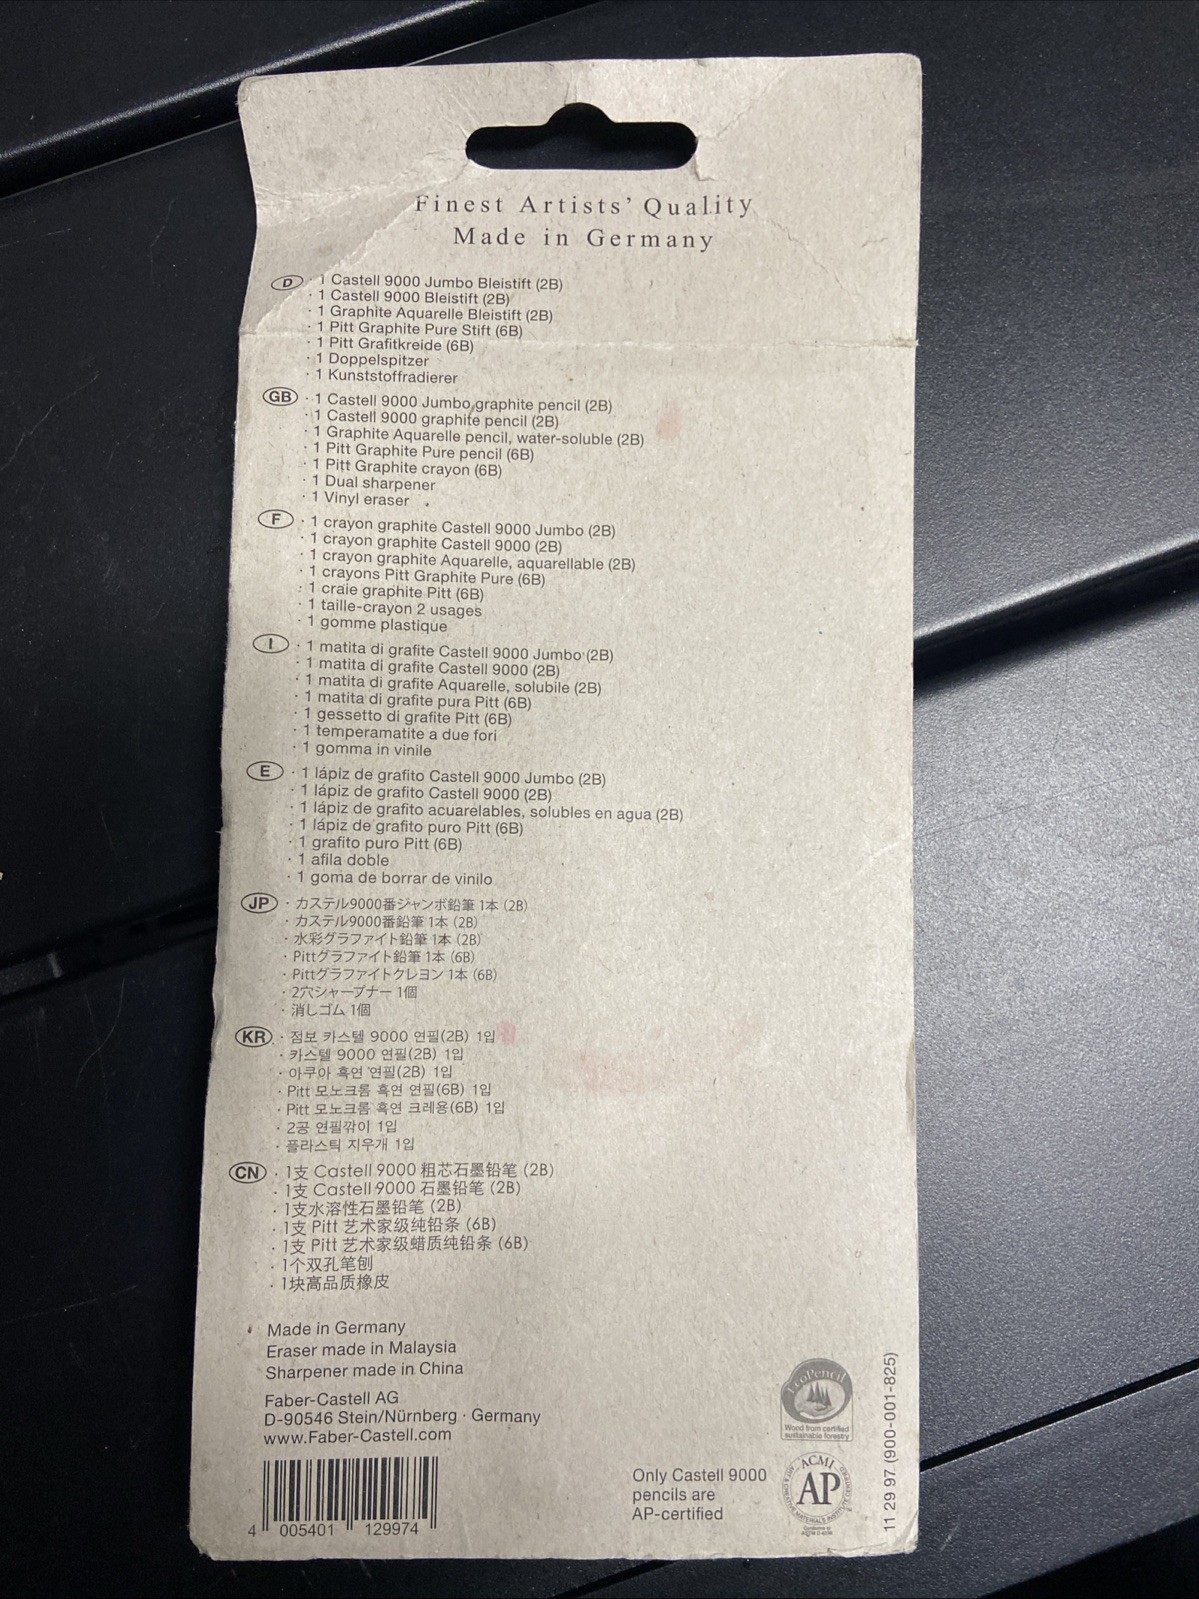 Finest Artists' Quality
Made in Germany
D · 1 Castell 9000 Jumbo Bleistift (2B)
· 1 Castell 9000 Bleistift (2B)
· 1 Graphite Aquarelle Bleistift (2B)
· 1 Pitt Graphite Pure Stift (6B)
· 1 Pitt Grafitkreide (6B)
· 1 Doppelspitzer
· 1 Kunststoffradierer
GB · 1 Castell 9000 Jumbo graphite pencil (2B)
· 1 Castell 9000 graphite pencil (2B)
· 1 Graphite Aquarelle pencil, water-soluble (2B)
· 1 Pitt Graphite Pure pencil (6B)
· 1 Pitt Graphite crayon (6B)
· 1 Dual sharpener
· 1 Vinyl eraser
F · 1 crayon graphite Castell 9000 Jumbo (2B)
· 1 crayon graphite Castell 9000 (2B)
· 1 crayon graphite Aquarelle, aquarellable (2B)
· 1 crayons Pitt Graphite Pure (6B)
· 1 craie graphite Pitt (6B)
· 1 taille-crayon 2 usages
· 1 gomme plastique
I · 1 matita di grafite Castell 9000 Jumbo (2B)
· 1 matita di grafite Castell 9000 (2B)
· 1 matita di grafite Aquarelle, solubile (2B)
· 1 matita di grafite pura Pitt (6B)
· 1 gessetto di grafite Pitt (6B)
· 1 temperamatite a due fori
· 1 gomma in vinile
E · 1 lápiz de grafito Castell 9000 Jumbo (2B)
· 1 lápiz de grafito Castell 9000 (2B)
· 1 lápiz de grafito acuarelables, solubles en agua (2B)
· 1 lápiz de grafito puro Pitt (6B)
· 1 grafito puro Pitt (6B)
· 1 afila doble
· 1 goma de borrar de vinilo
JP · カステル9000番ジャンボ鉛筆 1本 (2B)
· カステル9000番鉛筆 1本 (2B)
· 水彩グラファイト鉛筆 1本 (2B)
· Pittグラファイト鉛筆 1本 (6B)
· Pittグラファイトクレヨン 1本 (6B)
· 2穴シャープナー 1個
· 消しゴム 1個
KR · 점보 카스텔 9000 연필(2B) 1입
· 카스텔 9000 연필(2B) 1입
· 아쿠아 흑연 연필(2B) 1입
· Pitt 모노크롬 흑연 연필(6B) 1입
· Pitt 모노크롬 흑연 크레용(6B) 1입
· 2공 연필깎이 1입
· 플라스틱 지우개 1입
CN · 1支 Castell 9000 粗芯石墨铅笔 (2B)
· 1支 Castell 9000 石墨铅笔 (2B)
· 1支水溶性石墨铅笔 (2B)
· 1支 Pitt 艺术家级纯铅条 (6B)
· 1支 Pitt 艺术家级蜡质纯铅条 (6B)
· 1个双孔笔刨
· 1块高品质橡皮
Made in Germany
Eraser made in Malaysia
Sharpener made in China
Faber-Castell AG
D-90546 Stein/Nürnberg · Germany
www.Faber-Castell.com
4 005401 129974
Only Castell 9000
pencils are
AP-certified
EcoPencil
Wood from certified
sustainable forestry
ACMI
AP
11 29 97 (900-001-825)